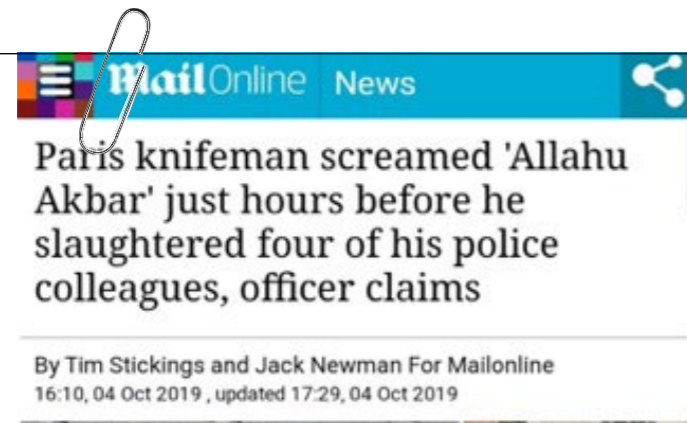 MailOnline News
Paris knifeman screamed 'Allahu
Akbar' just hours before he
slaughtered four of his police
colleagues, officer claims
By Tim Stickings and Jack Newman For Mailonline
16:10, 04 Oct 2019 , updated 17:29, 04 Oct 2019